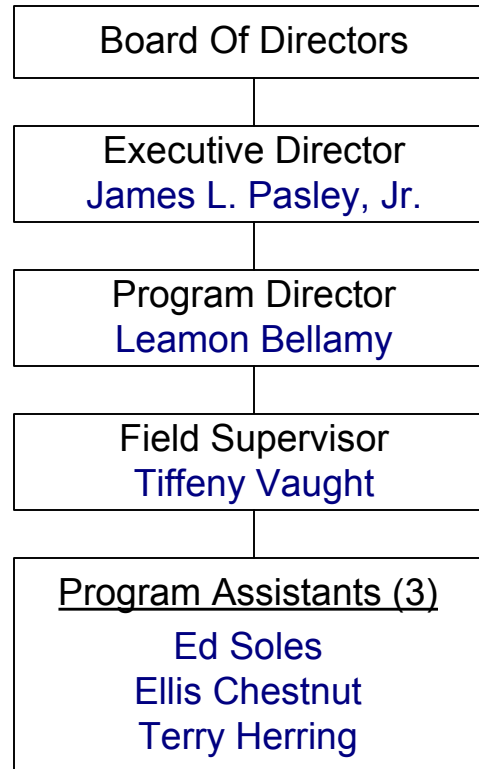 Board Of Directors
Executive Director
James L. Pasley, Jr.
Program Director
Leamon Bellamy
Field Supervisor
Tiffeny Vaught
Program Assistants (3)
Ed Soles
Ellis Chestnut
Terry Herring